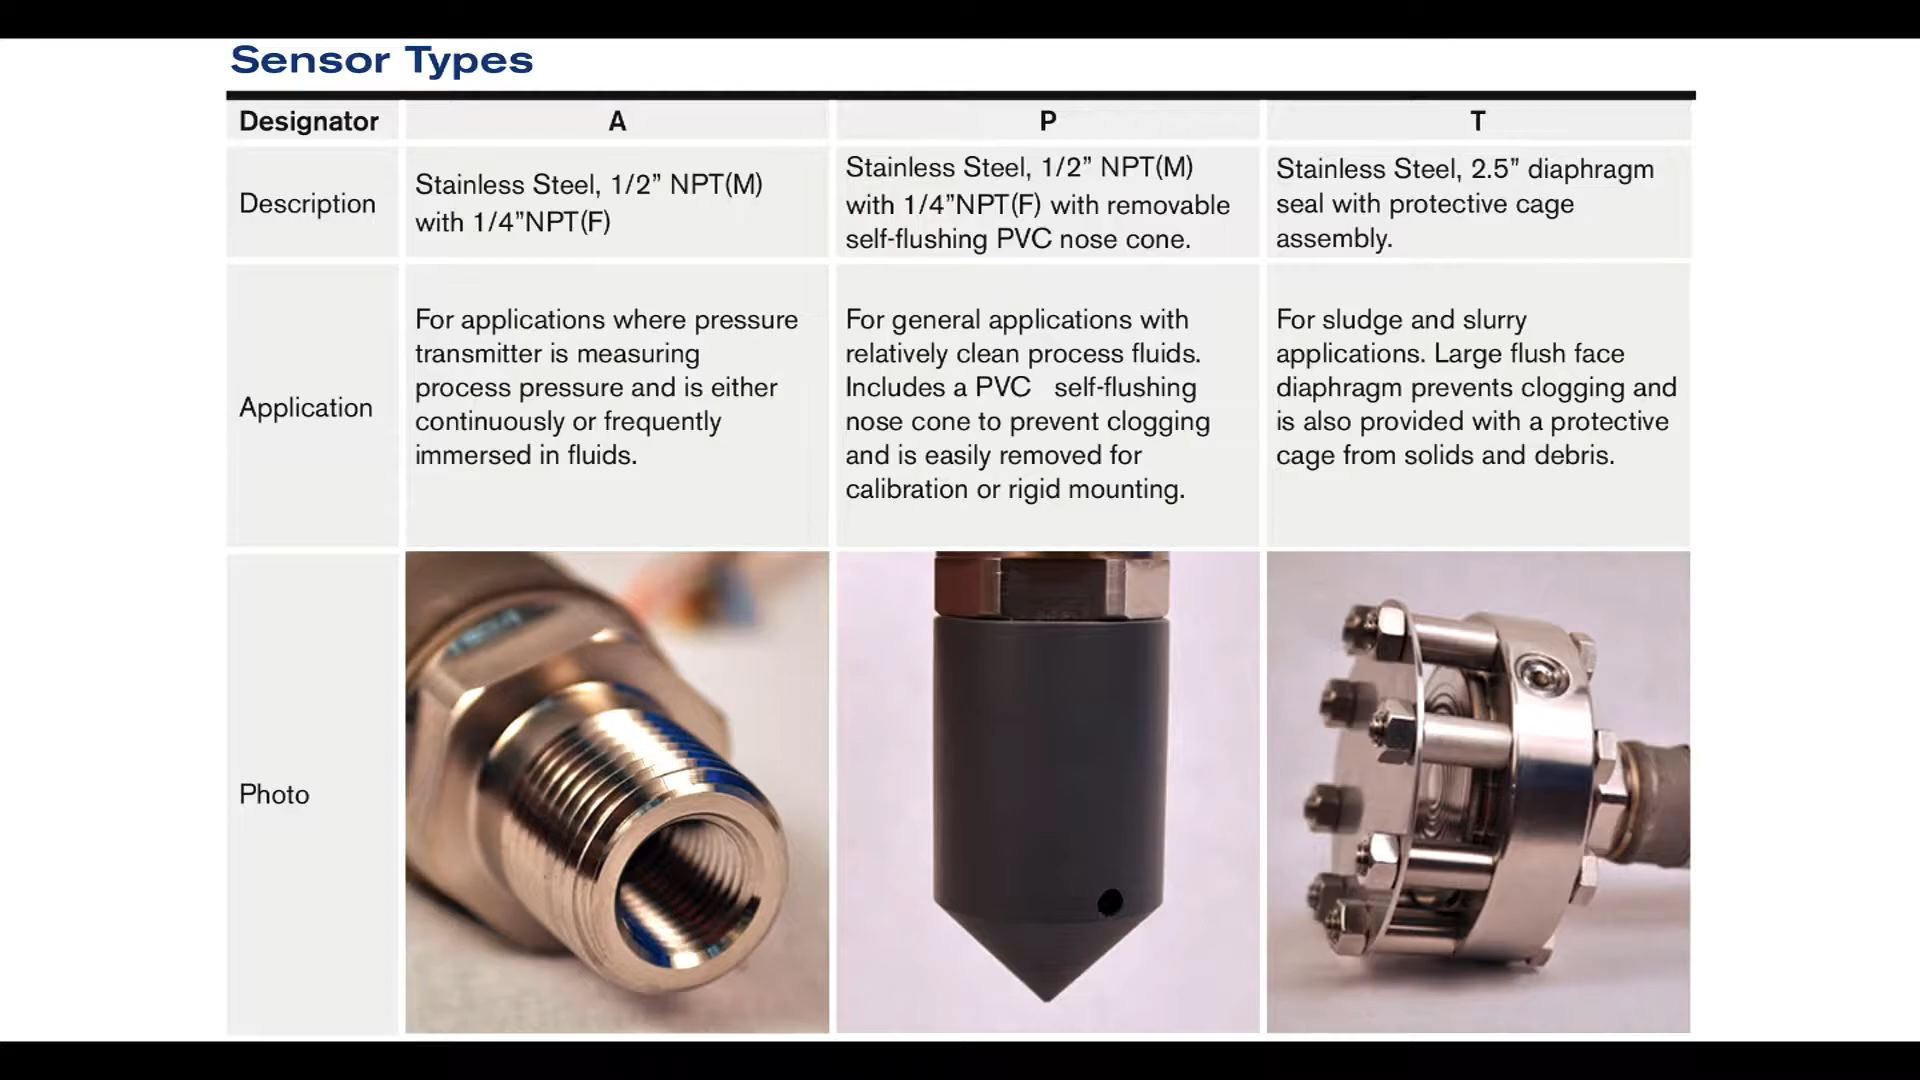 Sensor Types
Designator
A
P
T
Description
Stainless Steel, 1/2” NPT(M)
with 1/4”NPT(F)
Stainless Steel, 1/2” NPT(M)
with 1/4”NPT(F) with removable
self-flushing PVC nose cone.
Stainless Steel, 2.5” diaphragm
seal with protective cage
assembly.
Application
For applications where pressure
transmitter is measuring
process pressure and is either
continuously or frequently
immersed in fluids.
For general applications with
relatively clean process fluids.
Includes a PVC self-flushing
nose cone to prevent clogging
and is easily removed for
calibration or rigid mounting.
For sludge and slurry
applications. Large flush face
diaphragm prevents clogging and
is also provided with a protective
cage from solids and debris.
Photo